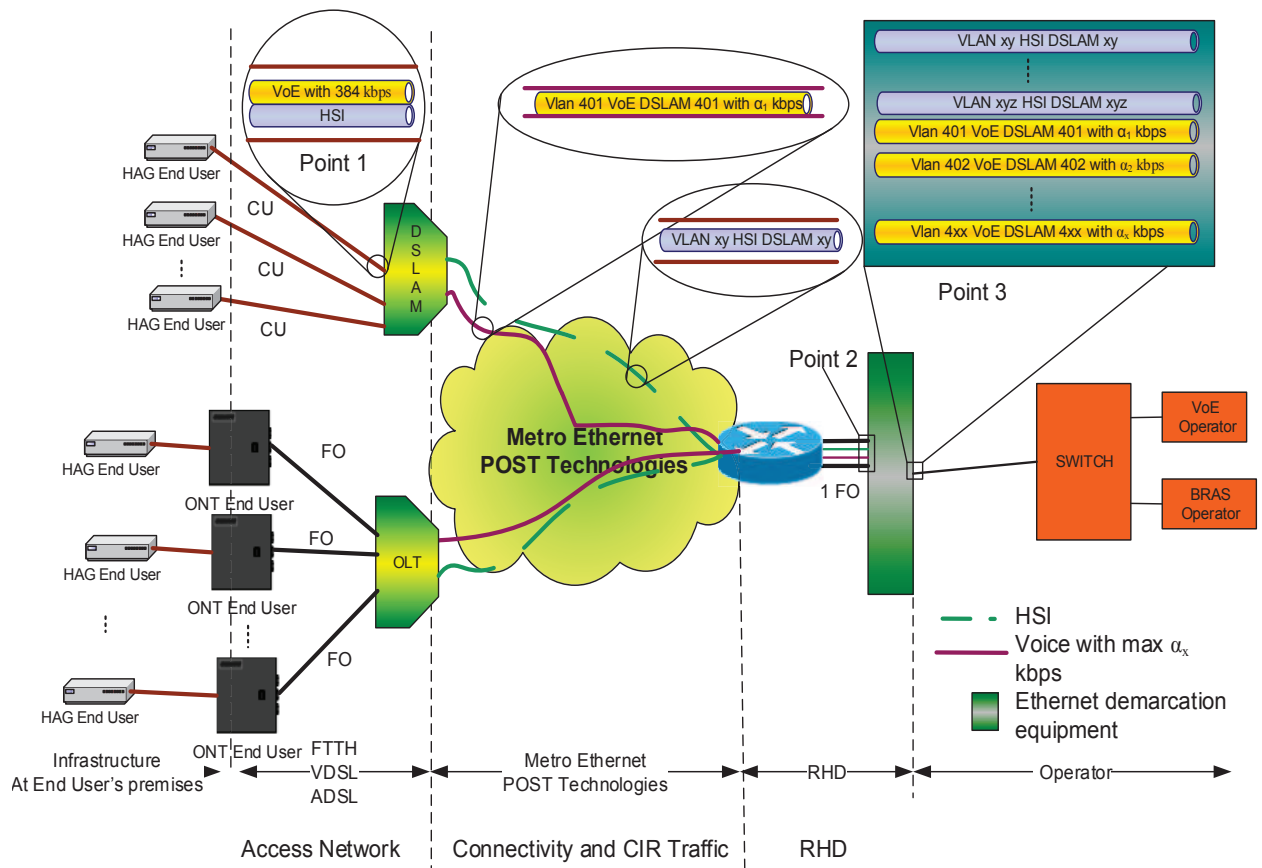 VoE with 384 kbps
HSI
Point 1
Vlan 401 VoE DSLAM 401 with α₁ kbps
VLAN xy HSI DSLAM xy
VLAN xy HSI DSLAM xy
VLAN xyz HSI DSLAM xyz
Vlan 401 VoE DSLAM 401 with α₁ kbps
Vlan 402 VoE DSLAM 402 with α₂ kbps
Vlan 4xx VoE DSLAM 4xx with αₓ kbps
Point 3
HAG End User
CU
HAG End User
CU
HAG End User
CU
DSLAM
Point 2
Metro Ethernet
POST Technologies
1 FO
SWITCH
VoE
Operator
BRAS
Operator
HAG End User
ONT End User
FO
HAG End User
ONT End User
FO
OLT
HAG End User
ONT End User
FO
HSI
Voice with max αₓ
kbps
Ethernet demarcation
equipment
Infrastructure
At End User's premises
FTTH
VDSL
ADSL
Metro Ethernet
POST Technologies
RHD
Operator
Access Network
Connectivity and CIR Traffic
RHD